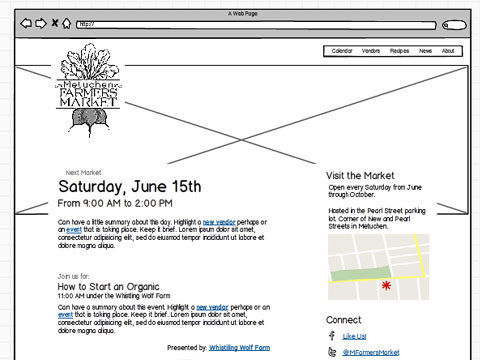 A Web Page
http://
Calendar Vendors Recipes News About
Metuchen
FARMERS
MARKET
Next Market
Saturday, June 15th
From 9:00 AM to 2:00 PM
Can have a little summary about this day. Highlight a new vendor perhaps or
an event that is taking place. Keep it brief. Lorem ipsum dolor sit amet,
consectetur adipisicing elit, sed do eiusmod tempor incididunt ut labore et
dolore magna aliqua.
Join us for:
How to Start an Organic
11:00 AM under the Whistling Wolf Farm
Can have a summary about this event. Highlight a new vendor perhaps or an
event that is taking place. Keep it brief. Lorem ipsum dolor sit amet,
consectetur adipisicing elit, sed do eiusmod tempor incididunt ut labore et
dolore magna aliqua.
Presented by: Whistling Wolf Farm
Visit the Market
Open every Saturday from June
through October.
Hosted in the Pearl Street parking
lot. Corner of New and Pearl
Streets in Metuchen.
Connect
Like Us!
@MFarmersMarket